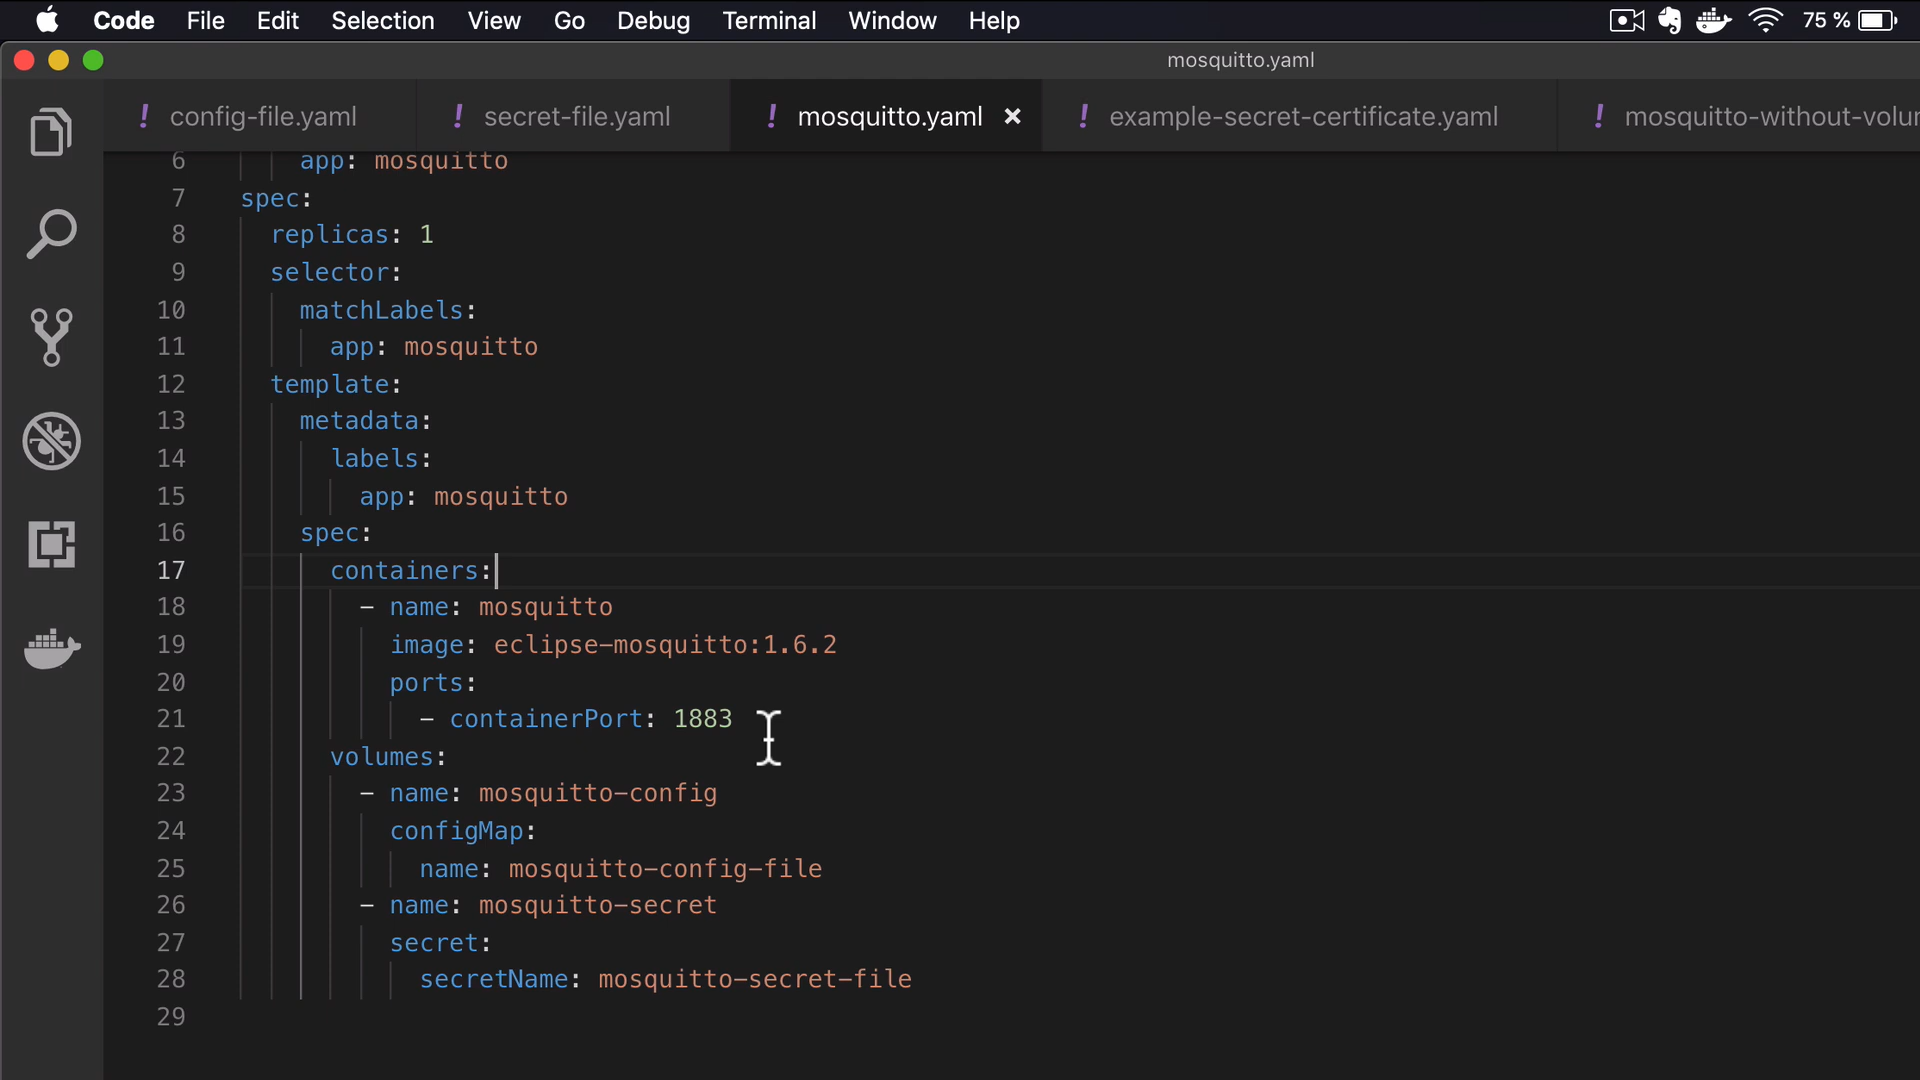 Code File Edit Selection View Go Debug Terminal Window Help 75 %
mosquitto.yaml
! config-file.yaml ! secret-file.yaml ! mosquitto.yaml × ! example-secret-certificate.yaml ! mosquitto-without-volu
6 app: mosquitto
7 spec:
8 replicas: 1
9 selector:
10 matchLabels:
11 app: mosquitto
12 template:
13 metadata:
14 labels:
15 app: mosquitto
16 spec:
17 containers:
18 - name: mosquitto
19 image: eclipse-mosquitto:1.6.2
20 ports:
21 - containerPort: 1883
22 volumes:
23 - name: mosquitto-config
24 configMap:
25 name: mosquitto-config-file
26 - name: mosquitto-secret
27 secret:
28 secretName: mosquitto-secret-file
29